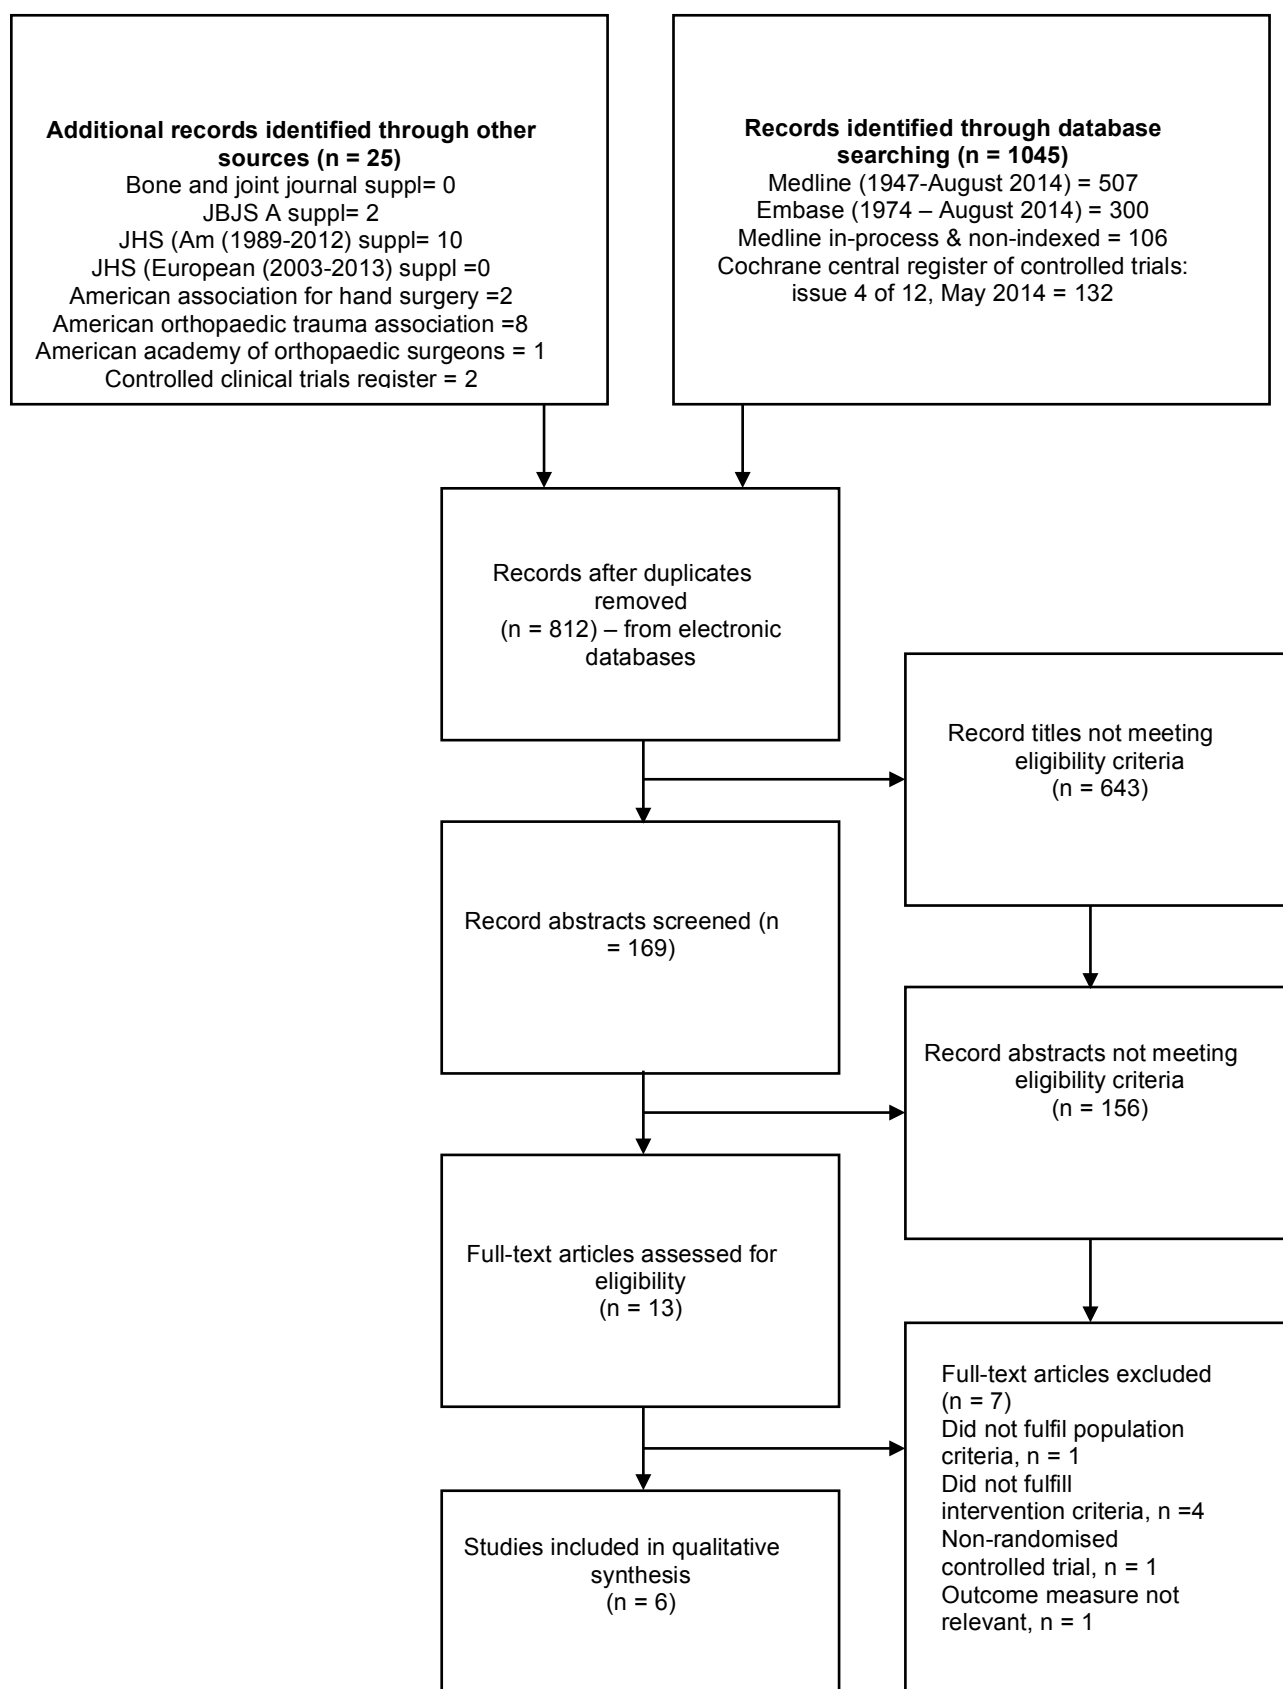 Additional records identified through other
sources (n = 25)
Bone and joint journal suppl= 0
JBJS A suppl= 2
JHS (Am (1989-2012) suppl= 10
JHS (European (2003-2013) suppl =0
American association for hand surgery =2
American orthopaedic trauma association =8
American academy of orthopaedic surgeons = 1
Controlled clinical trials register = 2
Records identified through database
searching (n = 1045)
Medline (1947-August 2014) = 507
Embase (1974 – August 2014) = 300
Medline in-process & non-indexed = 106
Cochrane central register of controlled trials:
issue 4 of 12, May 2014 = 132
Records after duplicates
removed
(n = 812) – from electronic
databases
Record titles not meeting
eligibility criteria
(n = 643)
Record abstracts screened (n
= 169)
Record abstracts not meeting
eligibility criteria
(n = 156)
Full-text articles assessed for
eligibility
(n = 13)
Full-text articles excluded
(n = 7)
Did not fulfil population
criteria, n = 1
Did not fulfill
intervention criteria, n =4
Non-randomised
controlled trial, n = 1
Outcome measure not
relevant, n = 1
Studies included in qualitative
synthesis
(n = 6)